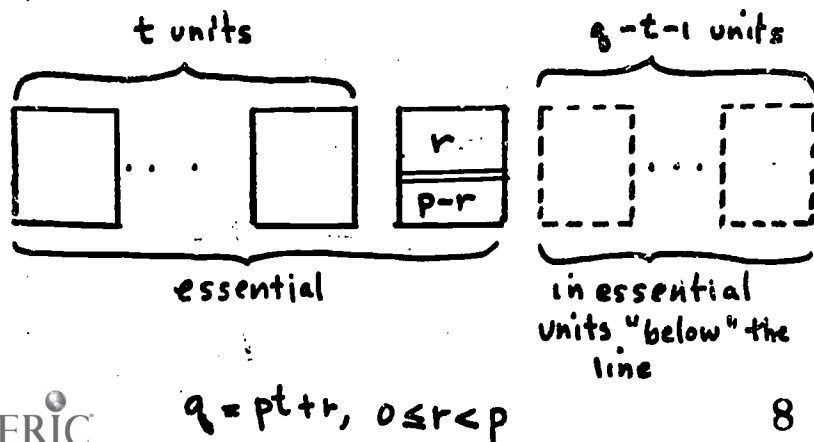 t units
q-t-1 units
r
p-r
essential
inessential
units "below" the
line
q = pt+r, 0≤r<p
ERIC
8